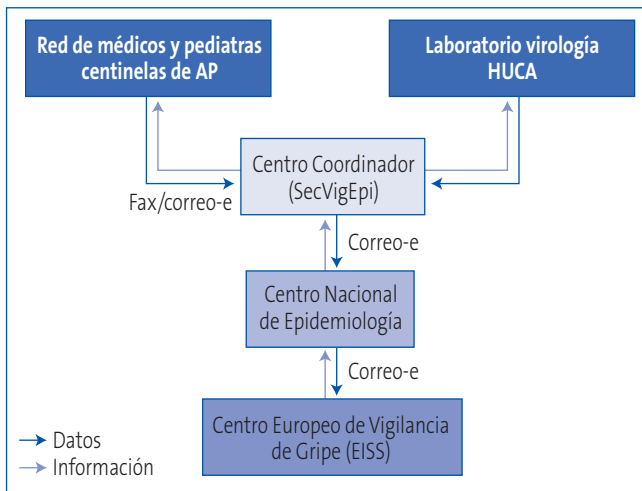 Red de médicos y pediatras
centinelas de AP
Laboratorio virología
HUCA
Centro Coordinador
(SecVigEpi)
Fax/correo-e
Correo-e
Centro Nacional
de Epidemiología
Correo-e
Centro Europeo de Vigilancia
de Gripe (EISS)
Datos
Información